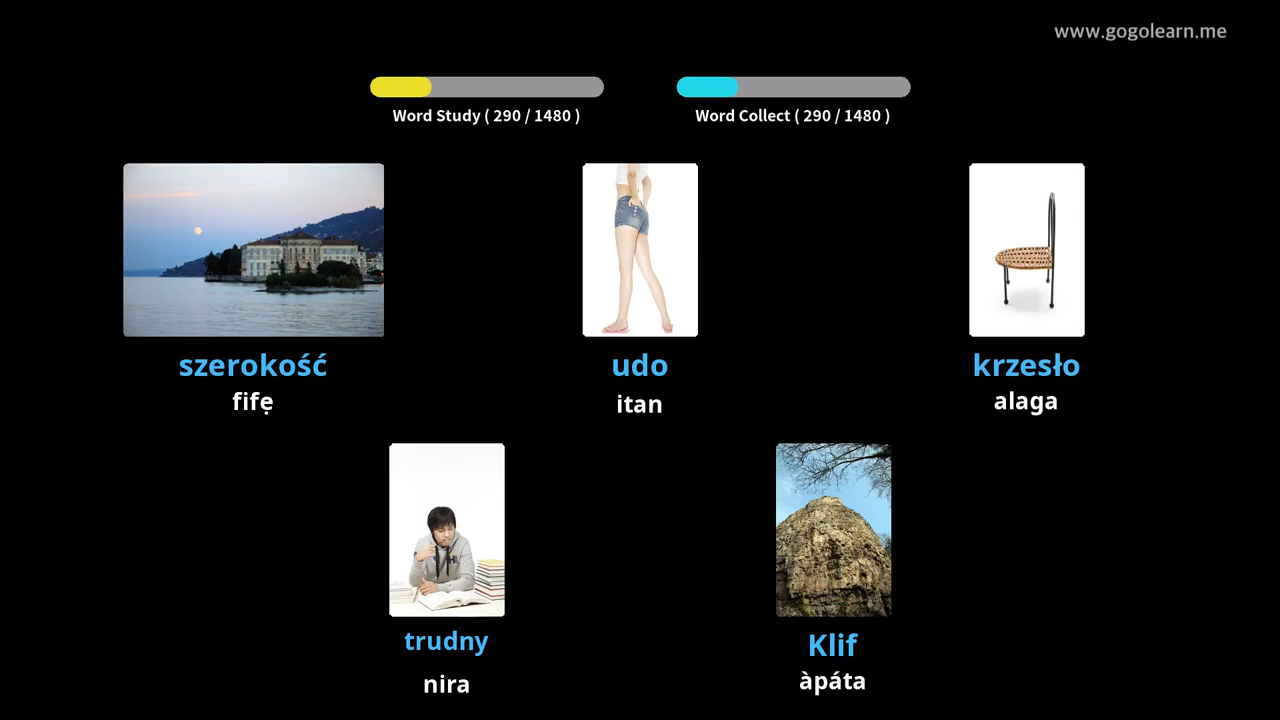 www.gogolearn.me
Word Study ( 290 / 1480 )
Word Collect ( 290 / 1480 )
szerokość
fifẹ
udo
itan
krzesło
alaga
trudny
nira
Klif
àpáta